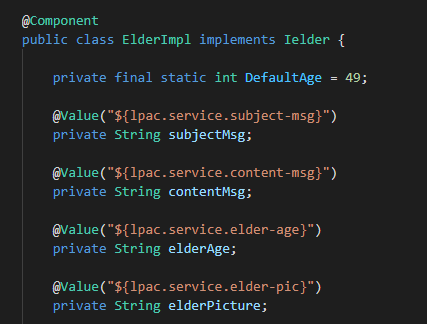 @Component
public class ElderImpl implements Ielder {
private final static int DefaultAge = 49;
@Value("${lpac.service.subject-msg}")
private String subjectMsg;
@Value("${lpac.service.content-msg}")
private String contentMsg;
@Value("${lpac.service.elder-age}")
private String elderAge;
@Value("${lpac.service.elder-pic}")
private String elderPicture;